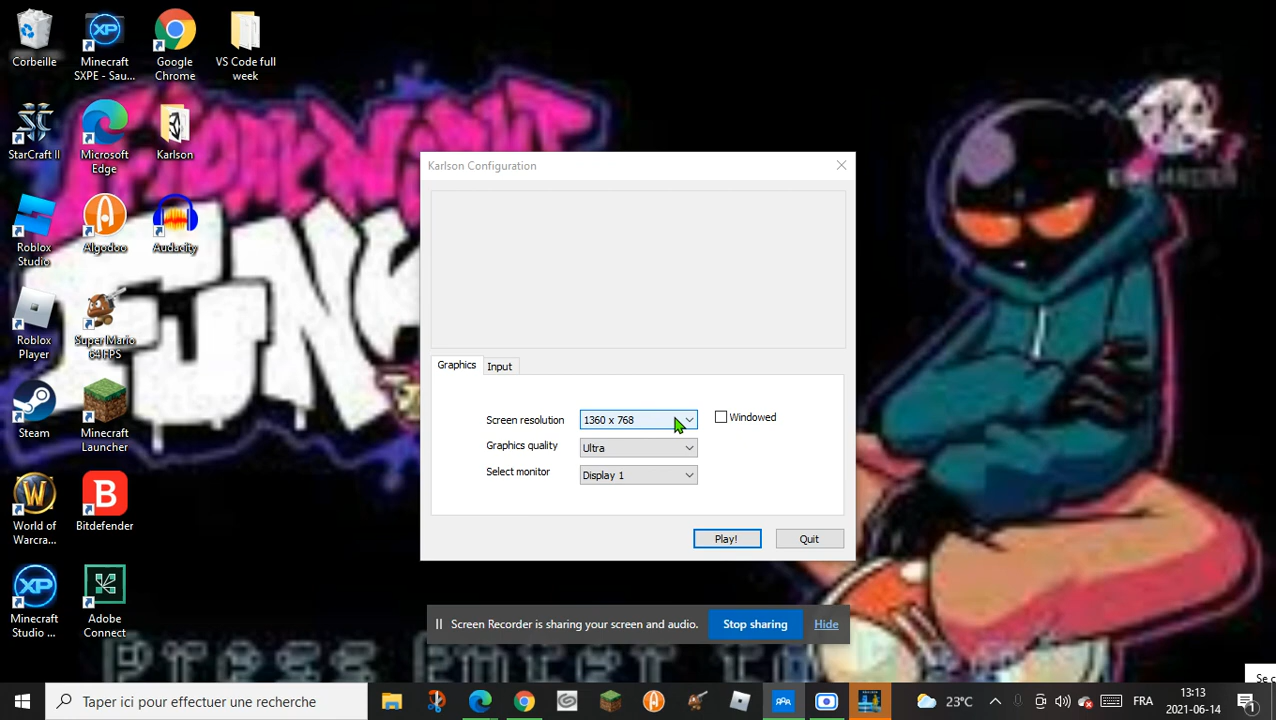 Corbeille
Minecraft
SXPE - Sau...
Google
Chrome
VS Code full
week
StarCraft II
Microsoft
Edge
Karlson
Roblox
Studio
Algodoo
Audacity
Roblox
Player
Super Mario
64 FPS
Steam
Minecraft
Launcher
World of
Warcra...
Bitdefender
Minecraft
Studio ...
Adobe
Connect
Karlson Configuration
Graphics
Input
Screen resolution
1360 x 768
Windowed
Graphics quality
Ultra
Select monitor
Display 1
Play!
Quit
Screen Recorder is sharing your screen and audio.
Stop sharing
Hide
Taper ici pour effectuer une recherche
23°C
FRA
13:13
2021-06-14